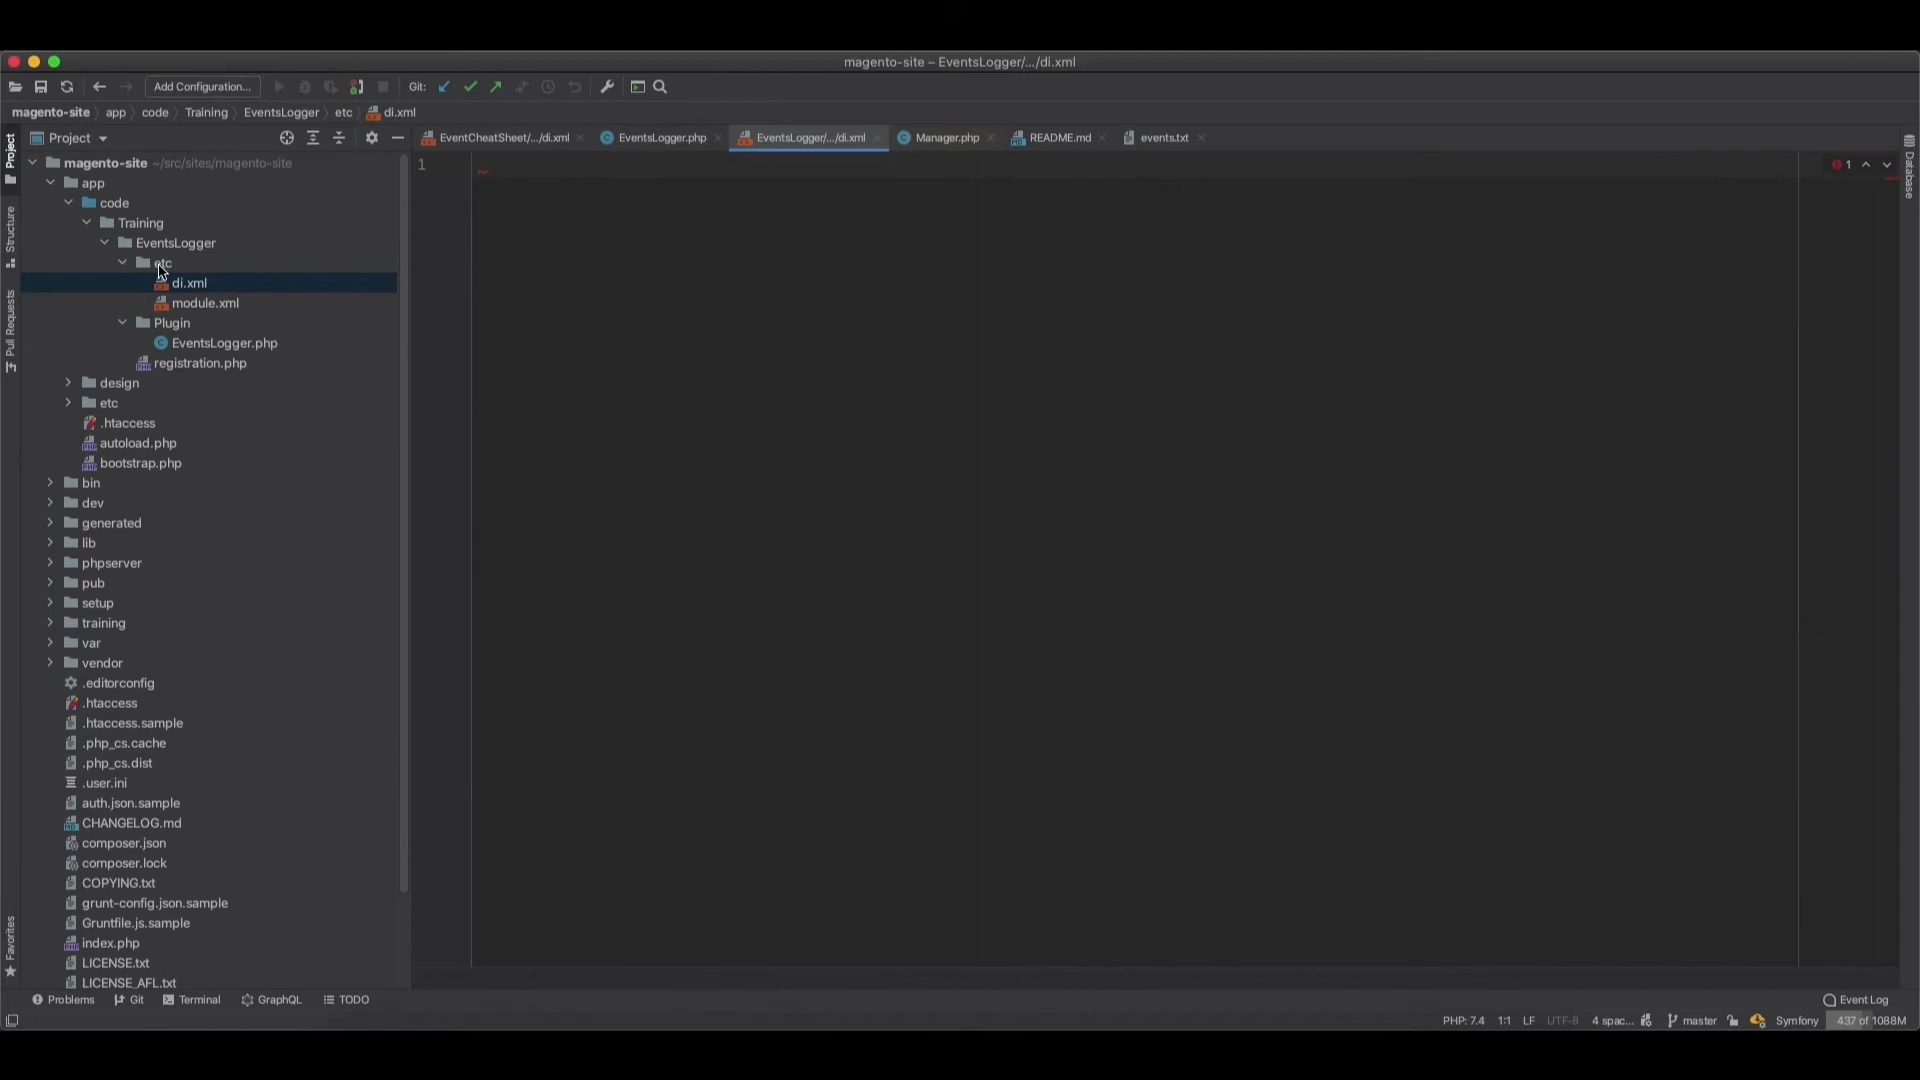 magento-site – EventsLogger/.../di.xml
Add Configuration...
Git:
magento-site
app
code
Training
EventsLogger
etc
di.xml
Project
EventCheatSheet/.../di.xml
EventsLogger.php
EventsLogger/.../di.xml
Manager.php
README.md
events.txt
Project
Structure
Pull Requests
Favorites
Database
magento-site ~/src/sites/magento-site
app
code
Training
EventsLogger
etc
di.xml
module.xml
Plugin
EventsLogger.php
registration.php
design
etc
.htaccess
autoload.php
bootstrap.php
bin
dev
generated
lib
phpserver
pub
setup
training
var
vendor
.editorconfig
.htaccess
.htaccess.sample
.php_cs.cache
.php_cs.dist
.user.ini
auth.json.sample
CHANGELOG.md
composer.json
composer.lock
COPYING.txt
grunt-config.json.sample
Gruntfile.js.sample
index.php
LICENSE.txt
LICENSE_AFL.txt
1
1
Problems
Git
Terminal
GraphQL
TODO
Event Log
PHP: 7.4
1:1
LF
UTF-8
4 spac...
master
Symfony
437 of 1088M